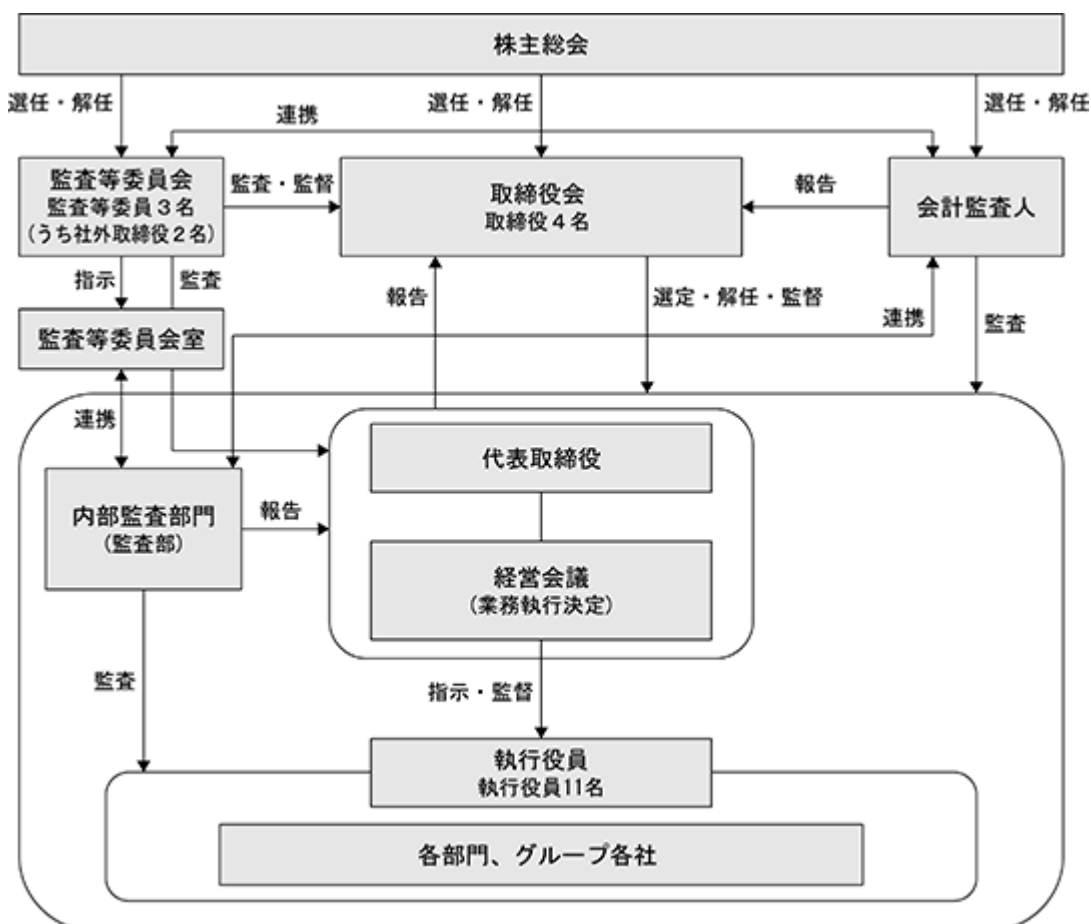 株主総会
選任・解任
選任・解任
選任・解任
連携
監査等委員会
監査等委員3名
(うち社外取締役2名)
監査・監督
取締役会
取締役4名
報告
会計監査人
指示
監査
報告
選定・解任・監督
連携
監査
監査等委員会室
連携
代表取締役
内部監査部門
(監査部)
報告
経営会議
(業務執行決定)
監査
指示・監督
執行役員
執行役員11名
各部門、グループ各社